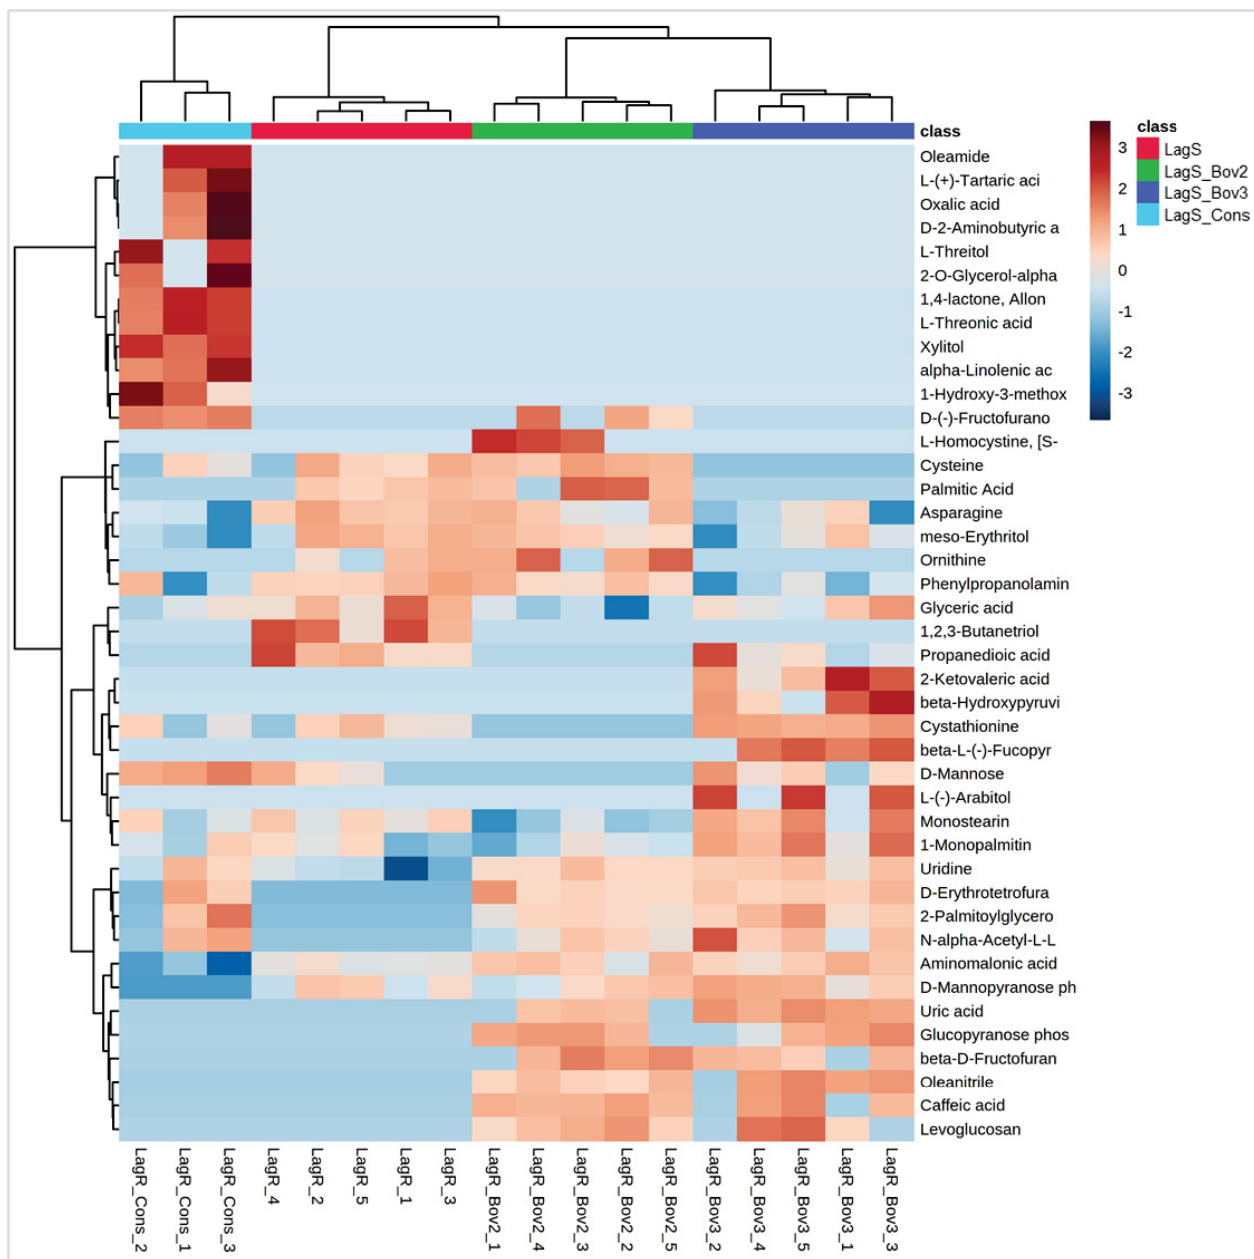 class
Oleamide
L-(+)-Tartaric aci
Oxalic acid
D-2-Aminobutyric a
L-Threitol
2-O-Glycerol-alpha
1,4-lactone, Allon
L-Threonic acid
Xylitol
alpha-Linolenic ac
1-Hydroxy-3-methox
D-(-)-Fructofurano
L-Homocystine, [S-
Cysteine
Palmitic Acid
Asparagine
meso-Erythritol
Ornithine
Phenylpropanolamin
Glyceric acid
1,2,3-Butanetriol
Propanedioic acid
2-Ketovaleric acid
beta-Hydroxypyruvi
Cystathionine
beta-L-(-)-Fucopyr
D-Mannose
L-(-)-Arabitol
Monostearin
1-Monopalmitin
Uridine
D-Erythrotetrofura
2-Palmitoylglycero
N-alpha-Acetyl-L-L
Aminomalonic acid
D-Mannopyranose ph
Uric acid
Glucopyranose phos
beta-D-Fructofuran
Oleanitrile
Caffeic acid
Levoglucosan
3
2
1
0
-1
-2
-3
class
LagS
LagS_Bov2
LagS_Bov3
LagS_Cons
LagR_Cons_2
LagR_Cons_1
LagR_Cons_3
LagR_4
LagR_2
LagR_5
LagR_1
LagR_3
LagR_Bov2_1
LagR_Bov2_4
LagR_Bov2_3
LagR_Bov2_2
LagR_Bov2_5
LagR_Bov3_2
LagR_Bov3_4
LagR_Bov3_5
LagR_Bov3_1
LagR_Bov3_3